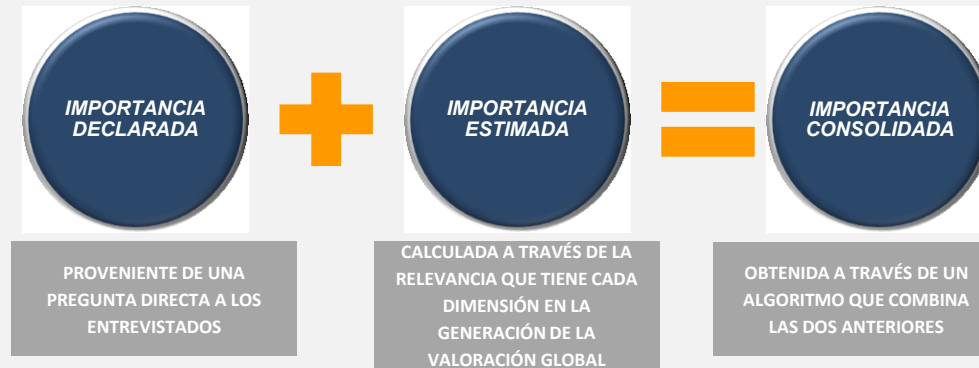 IMPORTANCIA
DECLARADA
IMPORTANCIA
ESTIMADA
IMPORTANCIA
CONSOLIDADA
PROVENIENTE DE UNA
PREGUNTA DIRECTA A LOS
ENTREVISTADOS
CALCULADA A TRAVÉS DE LA
RELEVANCIA QUE TIENE CADA
DIMENSIÓN EN LA
GENERACIÓN DE LA
VALORACIÓN GLOBAL
OBTENIDA A TRAVÉS DE UN
ALGORITMO QUE COMBINA
LAS DOS ANTERIORES